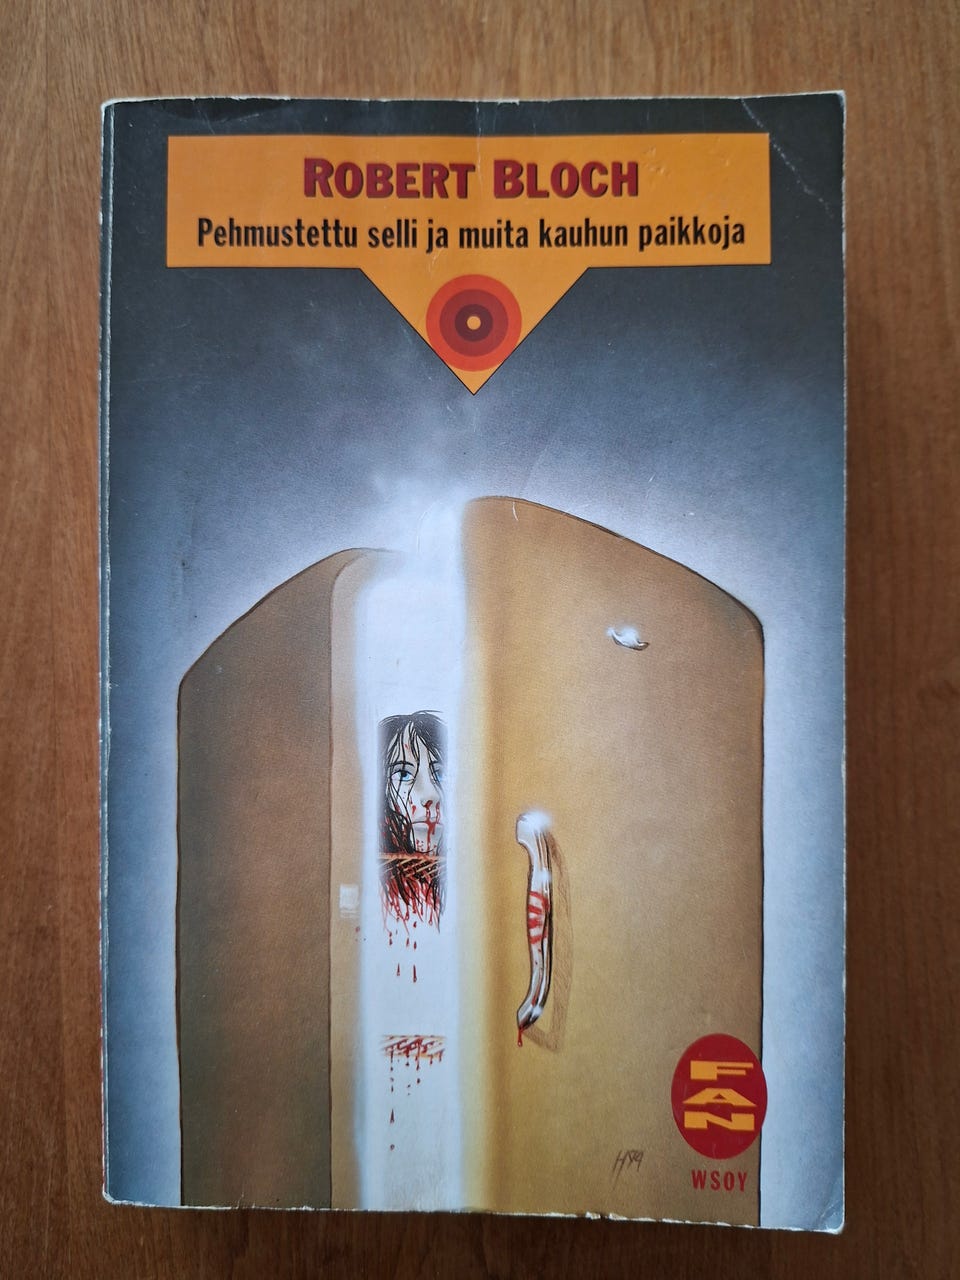 ROBERT BLOCH
Pehmustettu selli ja muita kauhun paikkoja
FAN
WSOY